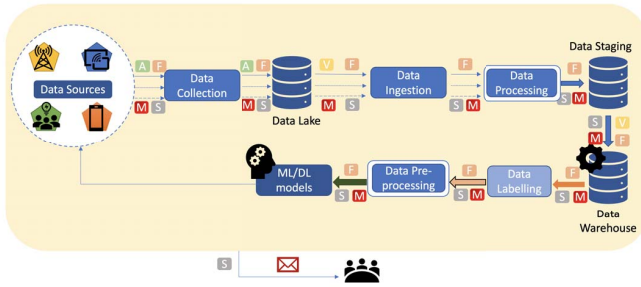 Data Staging
A F
A F
V F
F
F
Data Sources
Data
Collection
Data
Ingestion
Data
Processing
M S
M S
M S
S M
S M
Data Lake
S V
M F
ML/DL
models
F
Data Pre-
processing
F
Data
Labelling
F
S M
S M
S M
Data
Warehouse
S